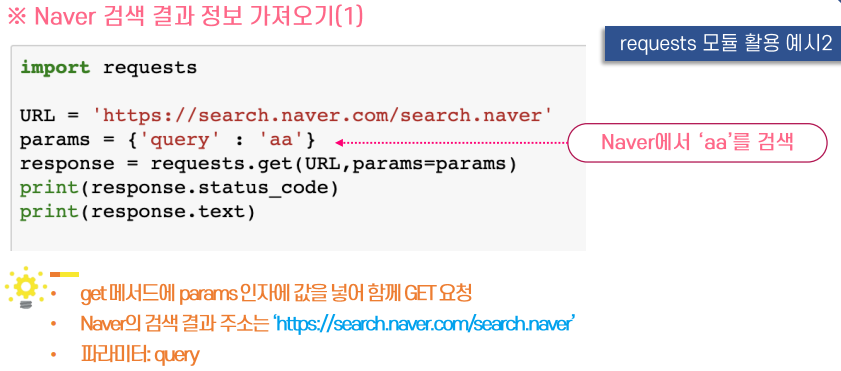 ※ Naver 검색 결과 정보 가져오기(1)
requests 모듈 활용 예시2
import requests
URL = 'https://search.naver.com/search.naver'
params = {'query' : 'aa'}
Naver에서 ‘aa’를 검색
response = requests.get(URL,params=params)
print(response.status_code)
print(response.text)
• get 메서드에 params 인자에 값을 넣어 함께 GET 요청
• Naver의 검색 결과 주소는 ‘https://search.naver.com/search.naver’
• 파라미터: query